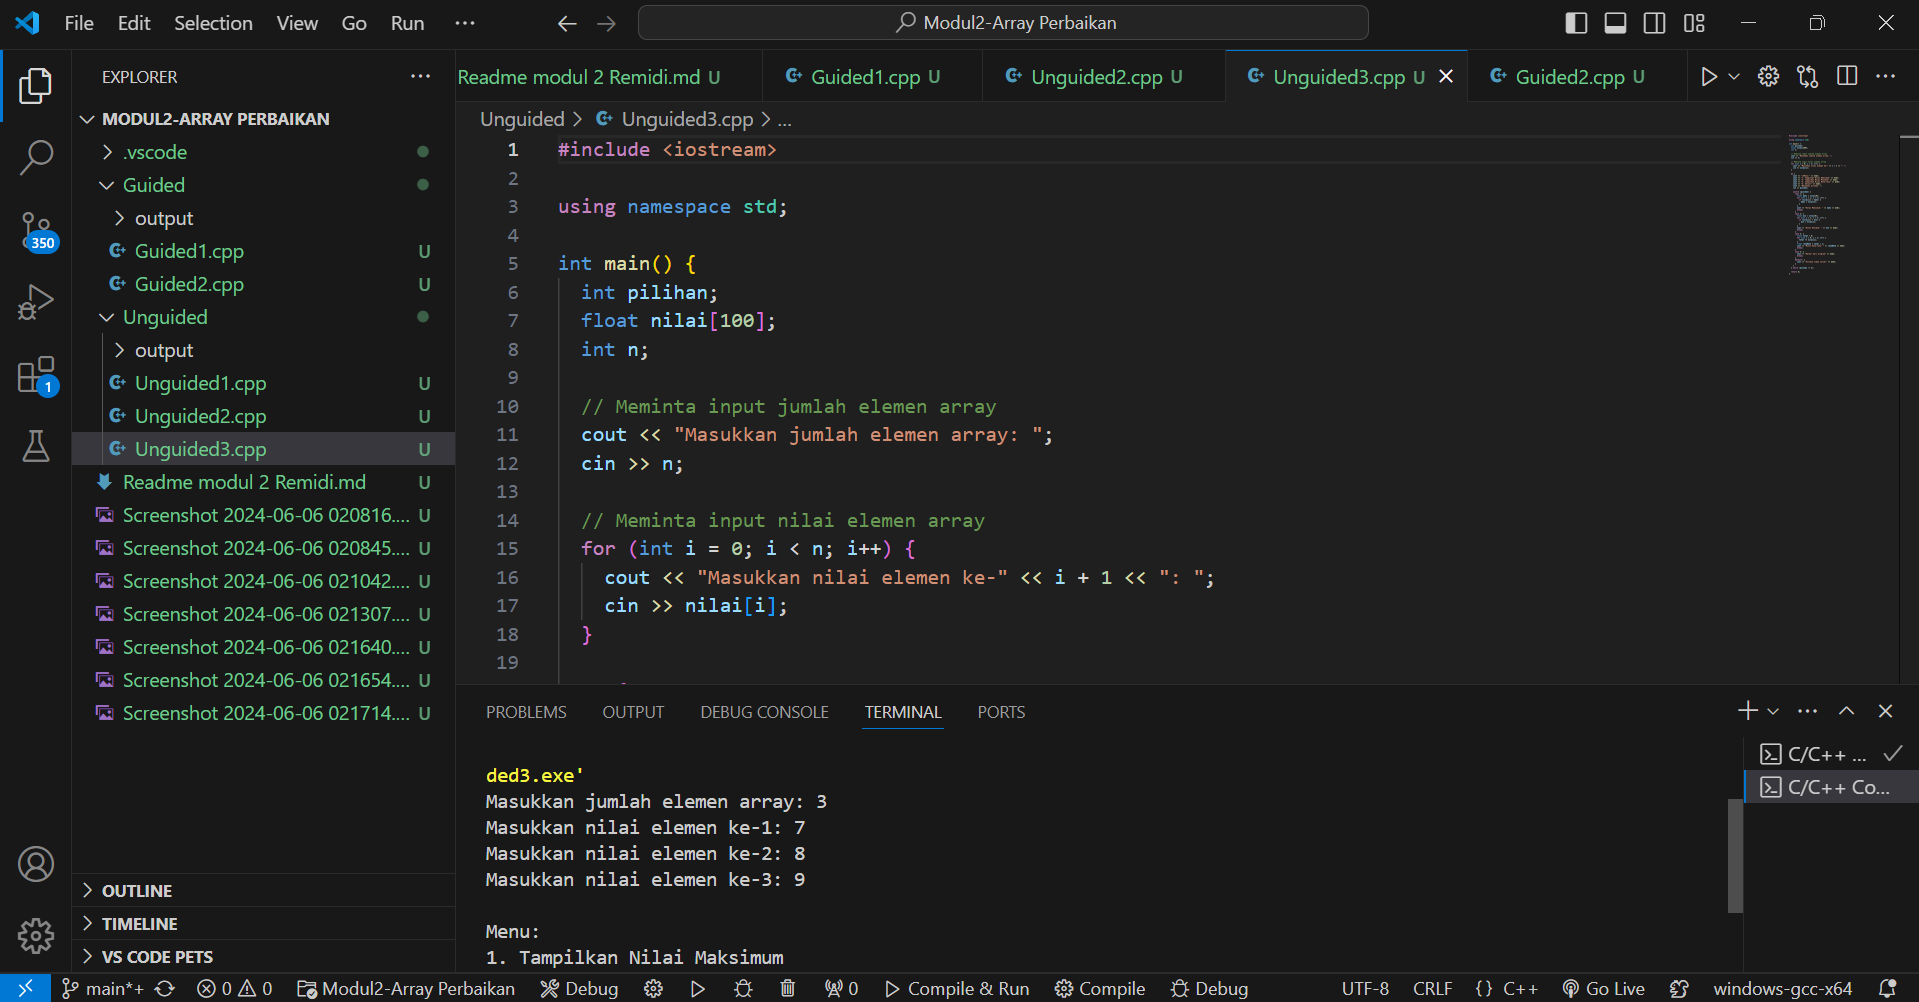 File Edit Selection View Go Run ... Modul2-Array Perbaikan
EXPLORER ...
MODUL2-ARRAY PERBAIKAN
.vscode
Guided
output
Guided1.cpp U
Guided2.cpp U
Unguided
output
Unguided1.cpp U
Unguided2.cpp U
Unguided3.cpp U
Readme modul 2 Remidi.md U
Screenshot 2024-06-06 020816.... U
Screenshot 2024-06-06 020845.... U
Screenshot 2024-06-06 021042.... U
Screenshot 2024-06-06 021307.... U
Screenshot 2024-06-06 021640.... U
Screenshot 2024-06-06 021654.... U
Screenshot 2024-06-06 021714.... U
OUTLINE
TIMELINE
VS CODE PETS
350
1
Readme modul 2 Remidi.md U Guided1.cpp U Unguided2.cpp U Unguided3.cpp U Guided2.cpp U
Unguided > Unguided3.cpp > ...
1 #include <iostream>
2
3 using namespace std;
4
5 int main() {
6 int pilihan;
7 float nilai[100];
8 int n;
9
10 // Meminta input jumlah elemen array
11 cout << "Masukkan jumlah elemen array: ";
12 cin >> n;
13
14 // Meminta input nilai elemen array
15 for (int i = 0; i < n; i++) {
16 cout << "Masukkan nilai elemen ke-" << i + 1 << ": ";
17 cin >> nilai[i];
18 }
19
PROBLEMS OUTPUT DEBUG CONSOLE TERMINAL PORTS
ded3.exe'
Masukkan jumlah elemen array: 3
Masukkan nilai elemen ke-1: 7
Masukkan nilai elemen ke-2: 8
Masukkan nilai elemen ke-3: 9
Menu:
1. Tampilkan Nilai Maksimum
C/C++ ...
C/C++ Co...
main*+ 0 0 Modul2-Array Perbaikan Debug 0 Compile & Run Compile Debug UTF-8 CRLF {} C++ Go Live windows-gcc-x64